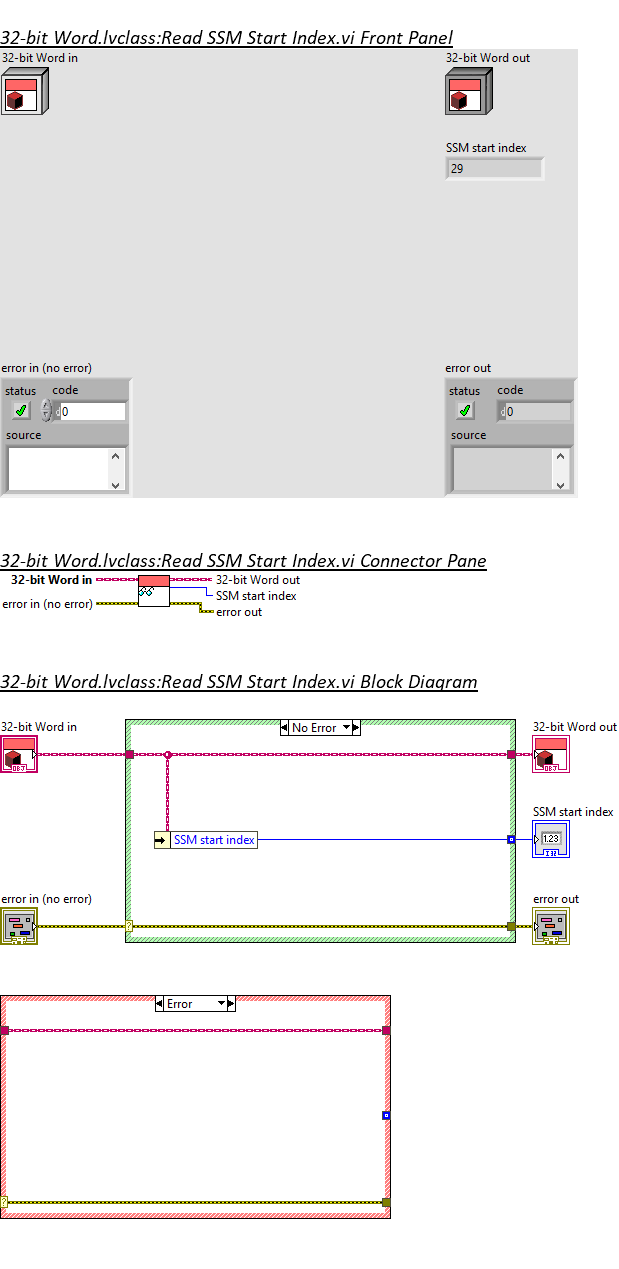 32-bit Word.lvclass:Read SSM Start Index.vi Front Panel
32-bit Word in
32-bit Word out
SSM start index
29
error in (no error)
error out
status code
status code
d 0
d 0
source
source
32-bit Word.lvclass:Read SSM Start Index.vi Connector Pane
32-bit Word in
32-bit Word out
SSM start index
error in (no error)
error out
32-bit Word.lvclass:Read SSM Start Index.vi Block Diagram
32-bit Word in
No Error
32-bit Word out
OBJ
OBJ
SSM start index
SSM start index
1.23
I32
error in (no error)
error out
?
Error
?